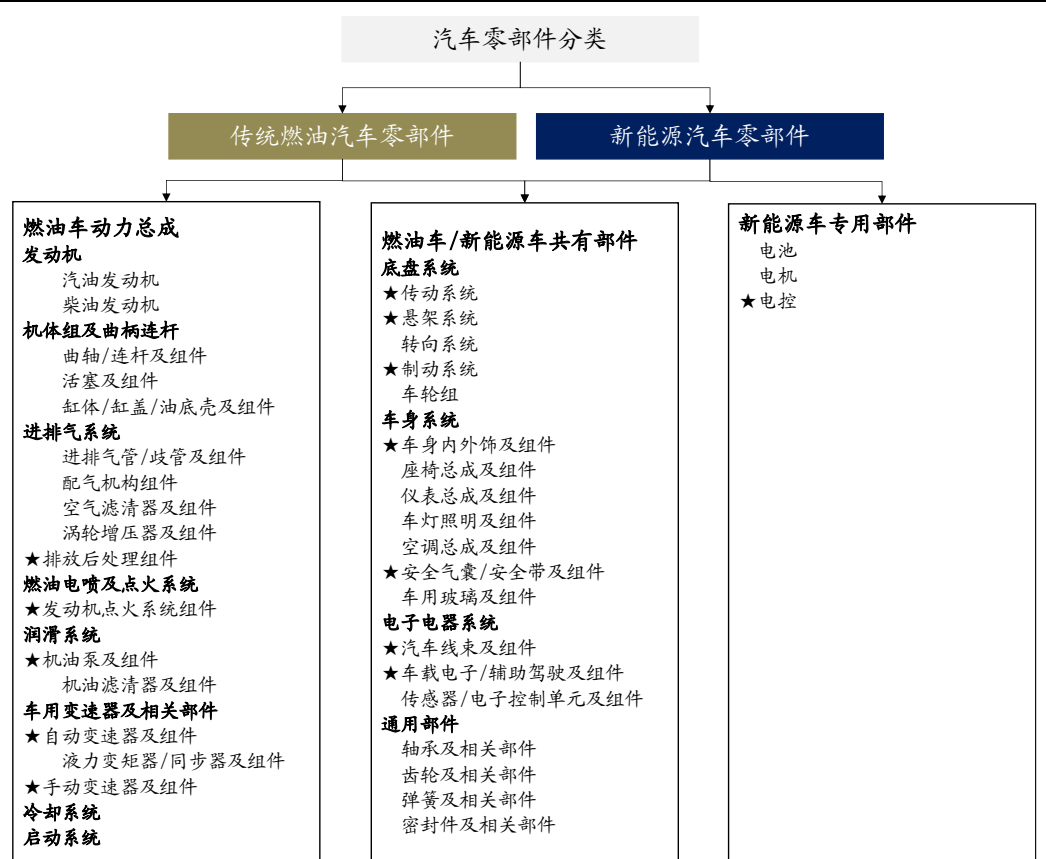 汽车零部件分类
传统燃油汽车零部件
新能源汽车零部件
燃油车动力总成
发动机
汽油发动机
柴油发动机
机体组及曲柄连杆
曲轴/连杆及组件
活塞及组件
缸体/缸盖/油底壳及组件
进排气系统
进排气管/歧管及组件
配气机构组件
空气滤清器及组件
涡轮增压器及组件
★排放后处理组件
燃油电喷及点火系统
★发动机点火系统组件
润滑系统
★机油泵及组件
机油滤清器及组件
车用变速器及相关部件
★自动变速器及组件
液力变矩器/同步器及组件
★手动变速器及组件
冷却系统
启动系统
燃油车/新能源车共有部件
底盘系统
★传动系统
★悬架系统
转向系统
★制动系统
车轮组
车身系统
★车身内外饰及组件
座椅总成及组件
仪表总成及组件
车灯照明及组件
空调总成及组件
★安全气囊/安全带及组件
车用玻璃及组件
电子电器系统
★汽车线束及组件
★车载电子/辅助驾驶及组件
传感器/电子控制单元及组件
通用部件
轴承及相关部件
齿轮及相关部件
弹簧及相关部件
密封件及相关部件
新能源车专用部件
电池
电机
★电控